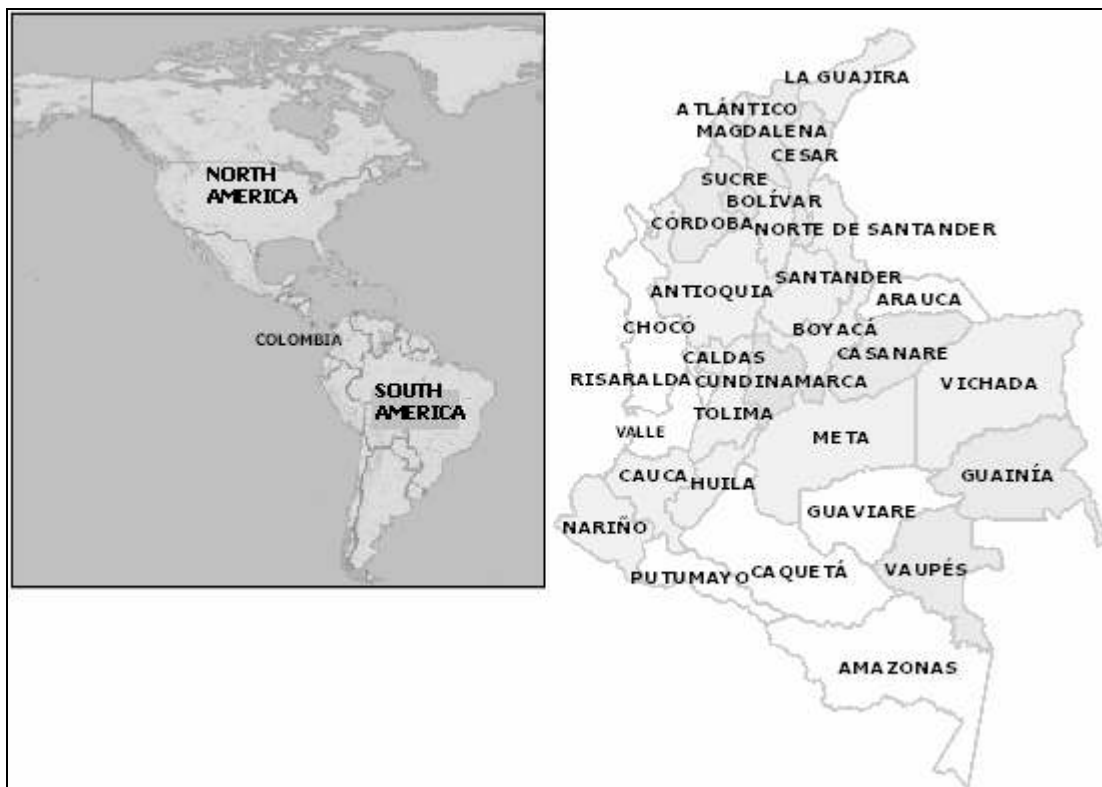 NORTH
AMERICA
COLOMBIA
SOUTH
AMERICA
LA GUAJIRA
ATLÁNTICO
MAGDALENA
CESAR
SUCRE
BOLÍVAR
CÓRDOBA
NORTE DE SANTANDER
SANTANDER
ANTIOQUIA
ARAUCA
CHOCÓ
BOYACÁ
CALDAS
CASANARE
RISARALDA
CUNDINAMARCA
VICHADA
TOLIMA
VALLE
META
CAUCA
HUILA
GUAINÍA
GUAVIARE
NARIÑO
PUTUMAYO
CAQUETÁ
VAUPÉS
AMAZONAS